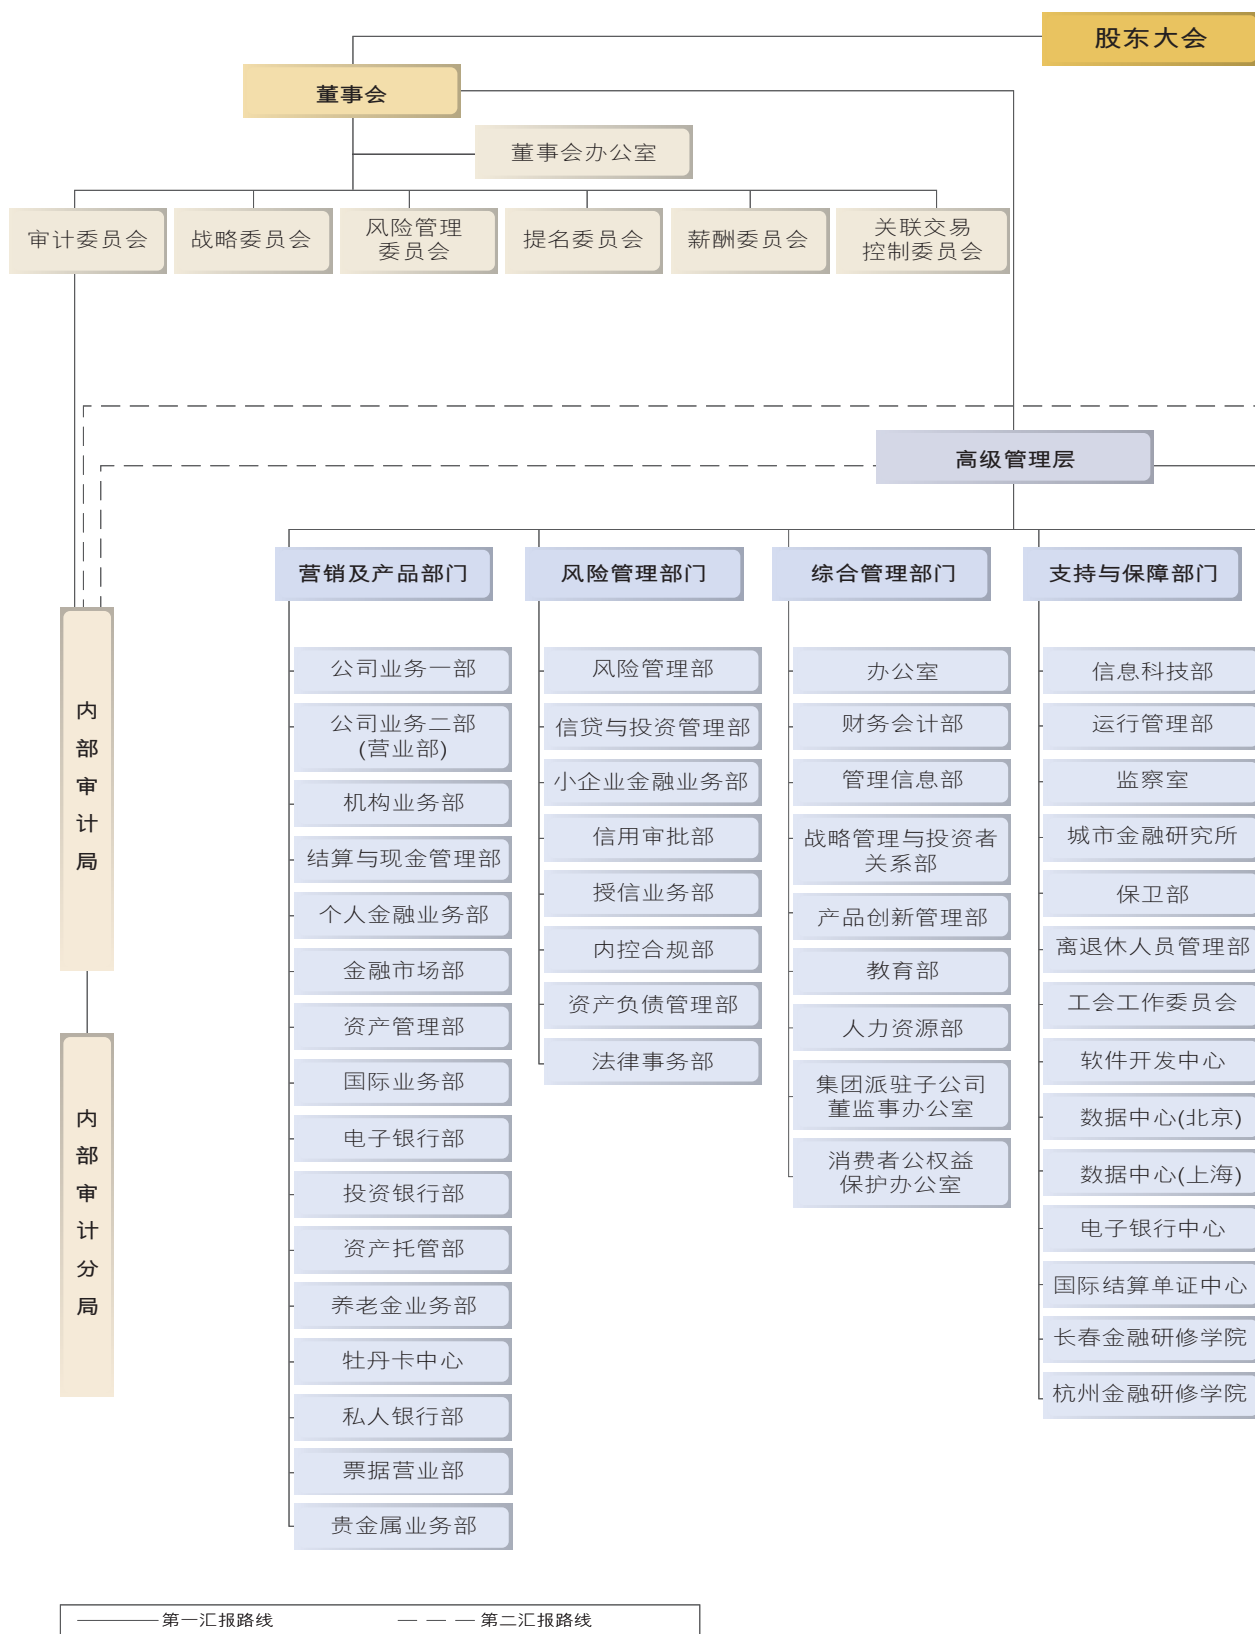 股东大会
董事会
董事会办公室
审计委员会
战略委员会
风险管理
委员会
提名委员会
薪酬委员会
关联交易
控制委员会
高级管理层
营销及产品部门
风险管理部门
综合管理部门
支持与保障部门
内
部
审
计
局
内
部
审
计
分
局
公司业务一部
公司业务二部
(营业部)
机构业务部
结算与现金管理部
个人金融业务部
金融市场部
资产管理部
国际业务部
电子银行部
投资银行部
资产托管部
养老金业务部
牡丹卡中心
私人银行部
票据营业部
贵金属业务部
风险管理部
信贷与投资管理部
小企业金融业务部
信用审批部
授信业务部
内控合规部
资产负债管理部
法律事务部
办公室
财务会计部
管理信息部
战略管理与投资者
关系部
产品创新管理部
教育部
人力资源部
集团派驻子公司
董监事办公室
消费者公权益
保护办公室
信息科技部
运行管理部
监察室
城市金融研究所
保卫部
离退休人员管理部
工会工作委员会
软件开发中心
数据中心(北京)
数据中心(上海)
电子银行中心
国际结算单证中心
长春金融研修学院
杭州金融研修学院
第一汇报路线
第二汇报路线